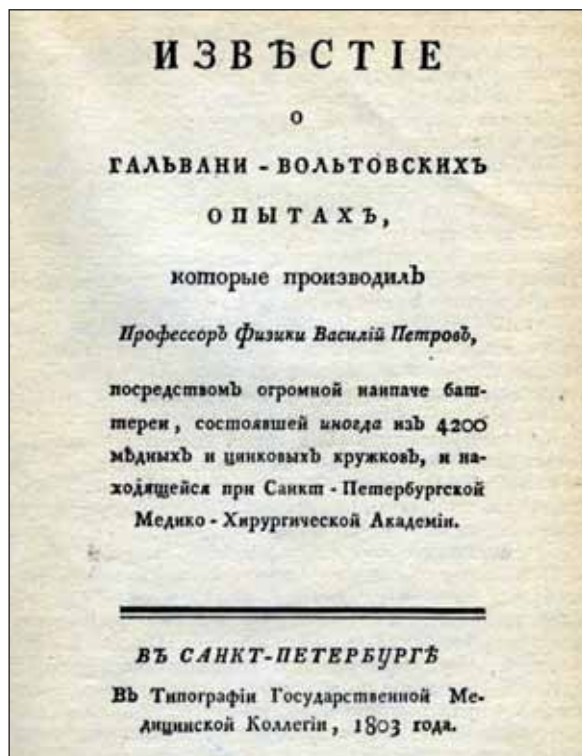 ИЗВѢСТІЕ
О
ГАЛЬВАНИ - ВОЛЬТОВСКИХЪ
ОПЫТАХЪ,
которые производилЪ
ПрофессорЪ Физики Василій ПетровЪ,
посредствомЪ огромной наипаче бат-
тереи, состоявшей иногда изЪ 4200
мѣдныхЪ и цинковыхЪ кружковЪ, и на-
ходящейся при Санкт - Петербургской
Медико - Хирургической Академіи.
ВЪ САНКТ-ПЕТЕРБУРГѢ
ВЪ Типографіи Государственной Ме-
дицинской Коллегіи, 1803 года.